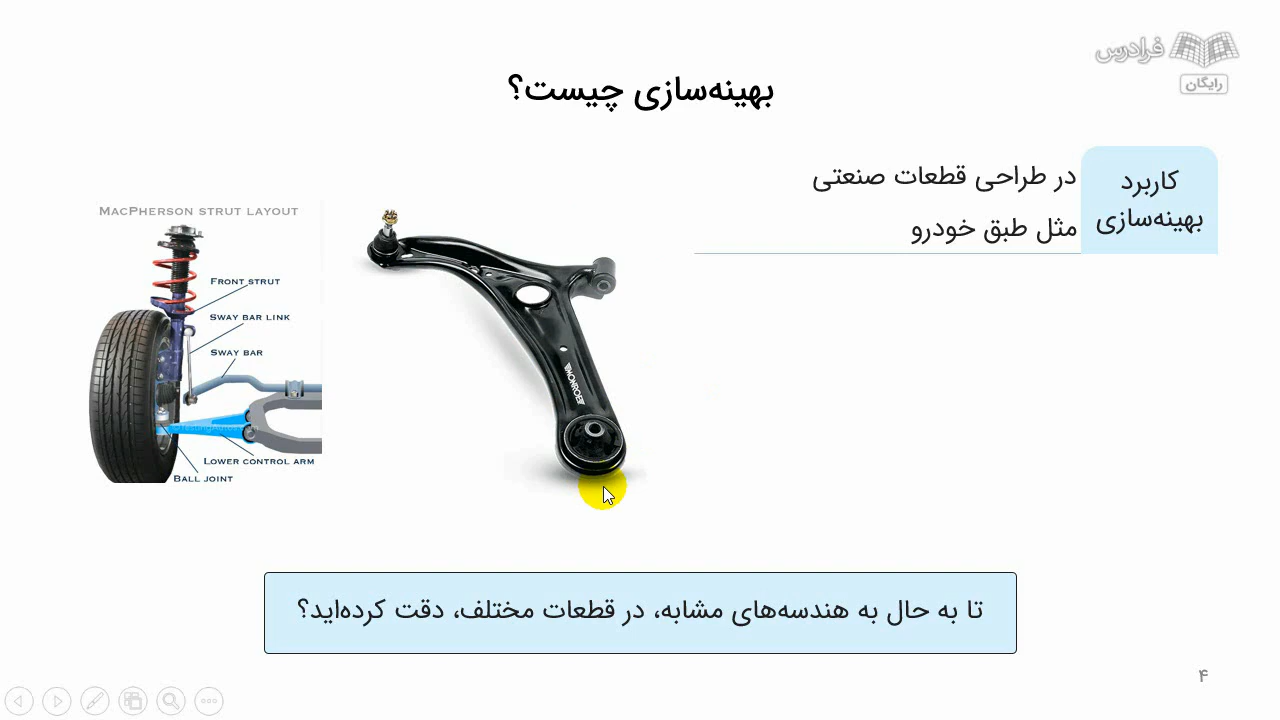 فرادرس
رایگان
بهینه‌سازی چیست؟
کاربرد
بهینه‌سازی
در طراحی قطعات صنعتی
مثل طبق خودرو
MacPherson strut layout
Front strut
Sway bar link
Sway bar
Lower control arm
Ball joint
MONROE
تا به حال به هندسه‌های مشابه، در قطعات مختلف، دقت کرده‌اید؟
۴